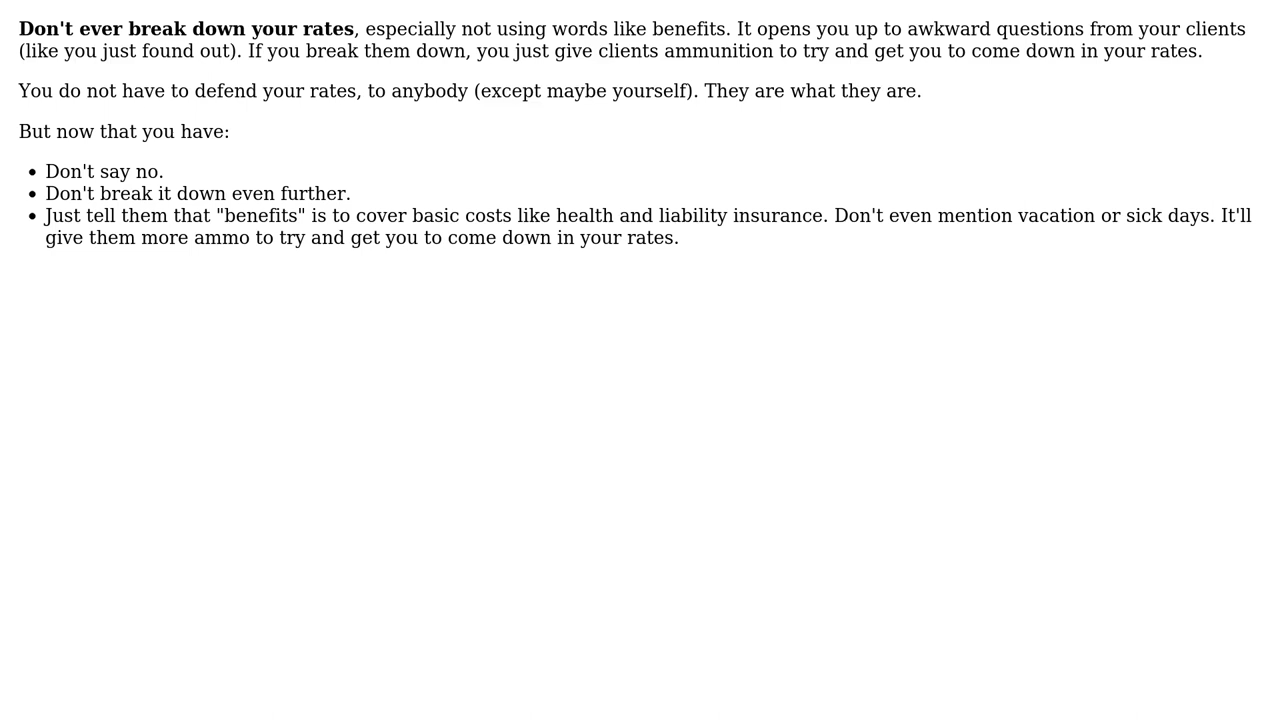 Don't ever break down your rates, especially not using words like benefits. It opens you up to awkward questions from your clients
(like you just found out). If you break them down, you just give clients ammunition to try and get you to come down in your rates.
You do not have to defend your rates, to anybody (except maybe yourself). They are what they are.
But now that you have:
• Don't say no.
• Don't break it down even further.
• Just tell them that "benefits" is to cover basic costs like health and liability insurance. Don't even mention vacation or sick days. It'll
give them more ammo to try and get you to come down in your rates.